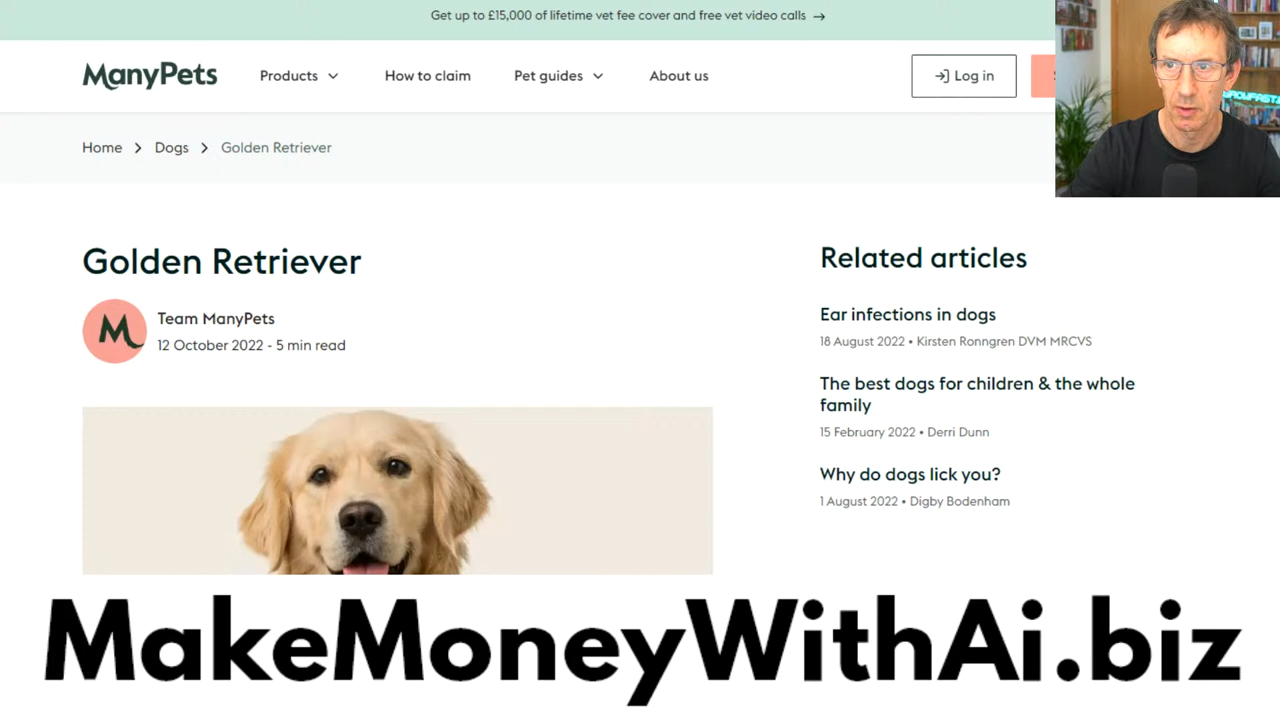 Get up to £15,000 of lifetime vet fee cover and free vet video calls →
ManyPets
Products
How to claim
Pet guides
About us
Log in
Home > Dogs > Golden Retriever
Golden Retriever
Team ManyPets
12 October 2022 - 5 min read
Related articles
Ear infections in dogs
18 August 2022 • Kirsten Ronngren DVM MRCVS
The best dogs for children & the whole
family
15 February 2022 • Derri Dunn
Why do dogs lick you?
1 August 2022 • Digby Bodenham
MakeMoneyWithAi.biz